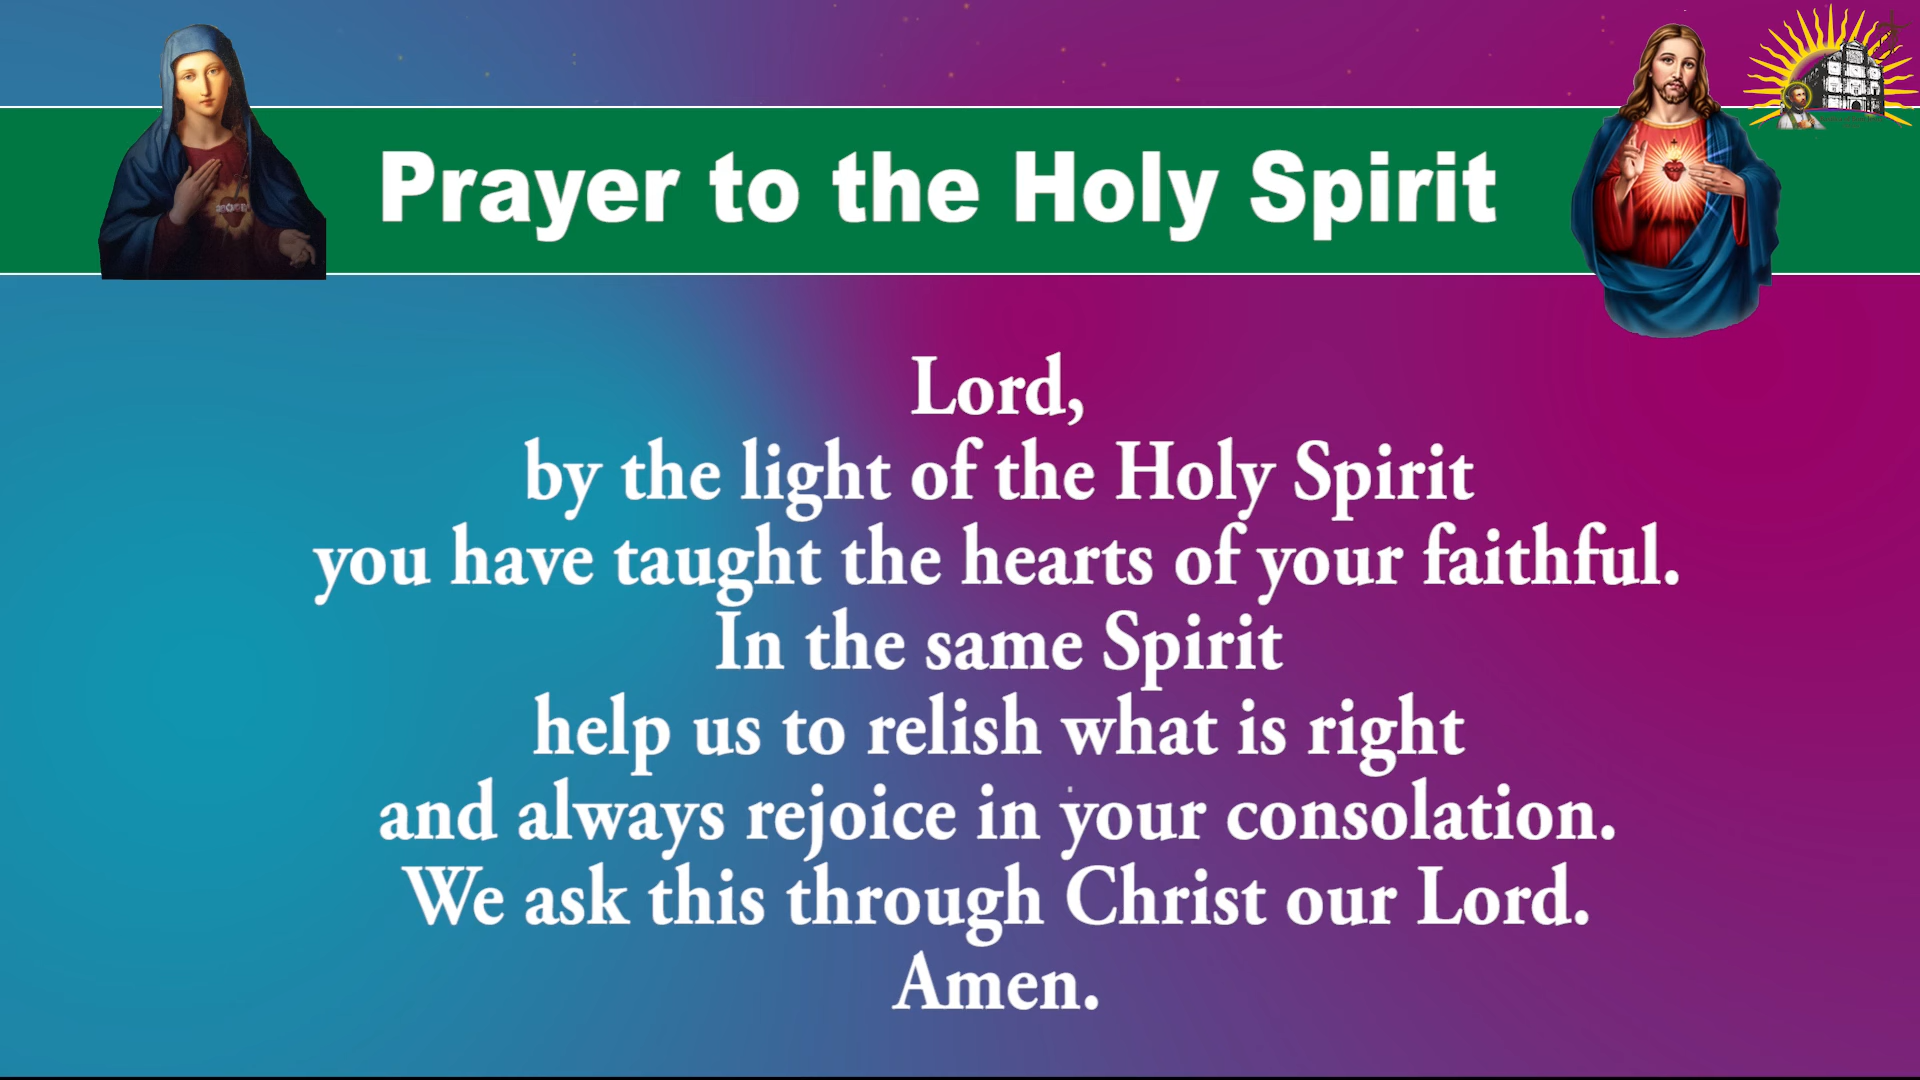 Prayer to the Holy Spirit
Lord,
by the light of the Holy Spirit
you have taught the hearts of your faithful.
In the same Spirit
help us to relish what is right
and always rejoice in your consolation.
We ask this through Christ our Lord.
Amen.